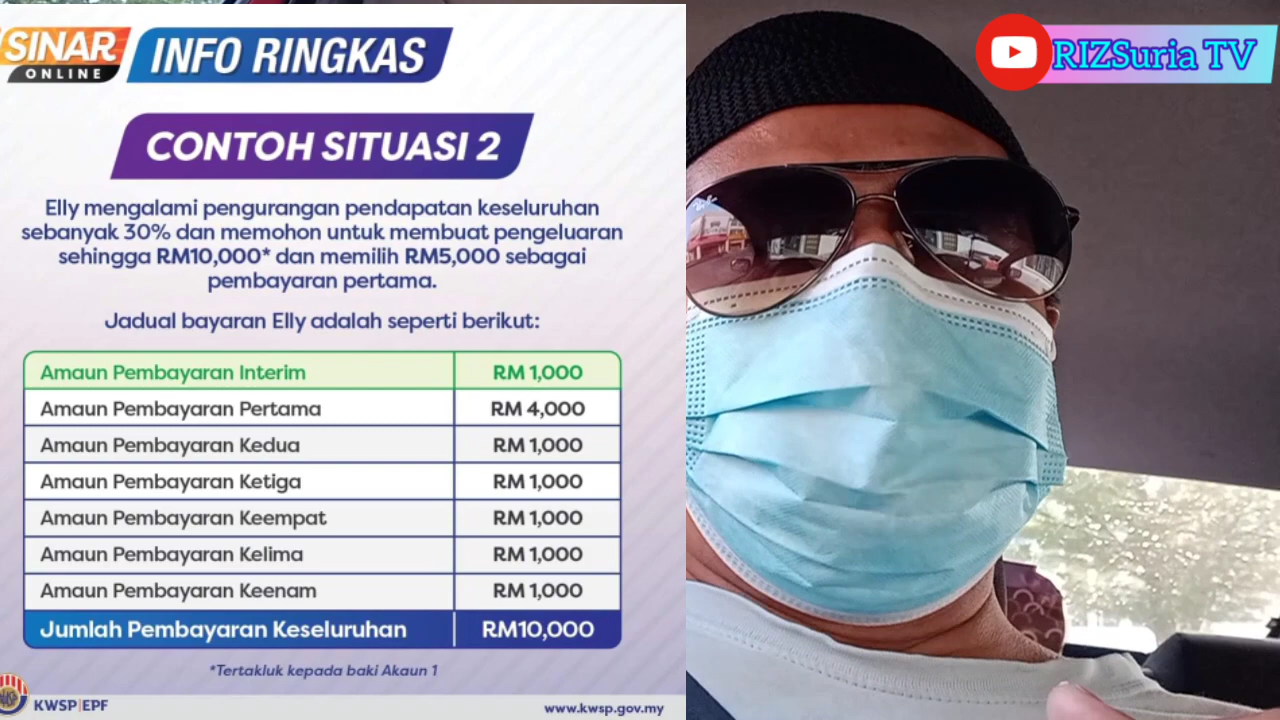 SINAR
ONLINE
INFO RINGKAS
CONTOH SITUASI 2
Elly mengalami pengurangan pendapatan keseluruhan
sebanyak 30% dan memohon untuk membuat pengeluaran
sehingga RM10,000* dan memilih RM5,000 sebagai
pembayaran pertama.
Jadual bayaran Elly adalah seperti berikut:
Amaun Pembayaran Interim RM 1,000
Amaun Pembayaran Pertama RM 4,000
Amaun Pembayaran Kedua RM 1,000
Amaun Pembayaran Ketiga RM 1,000
Amaun Pembayaran Keempat RM 1,000
Amaun Pembayaran Kelima RM 1,000
Amaun Pembayaran Keenam RM 1,000
Jumlah Pembayaran Keseluruhan RM10,000
*Tertakluk kepada baki Akaun 1
KWSP|EPF
www.kwsp.gov.my
RIZSuria TV